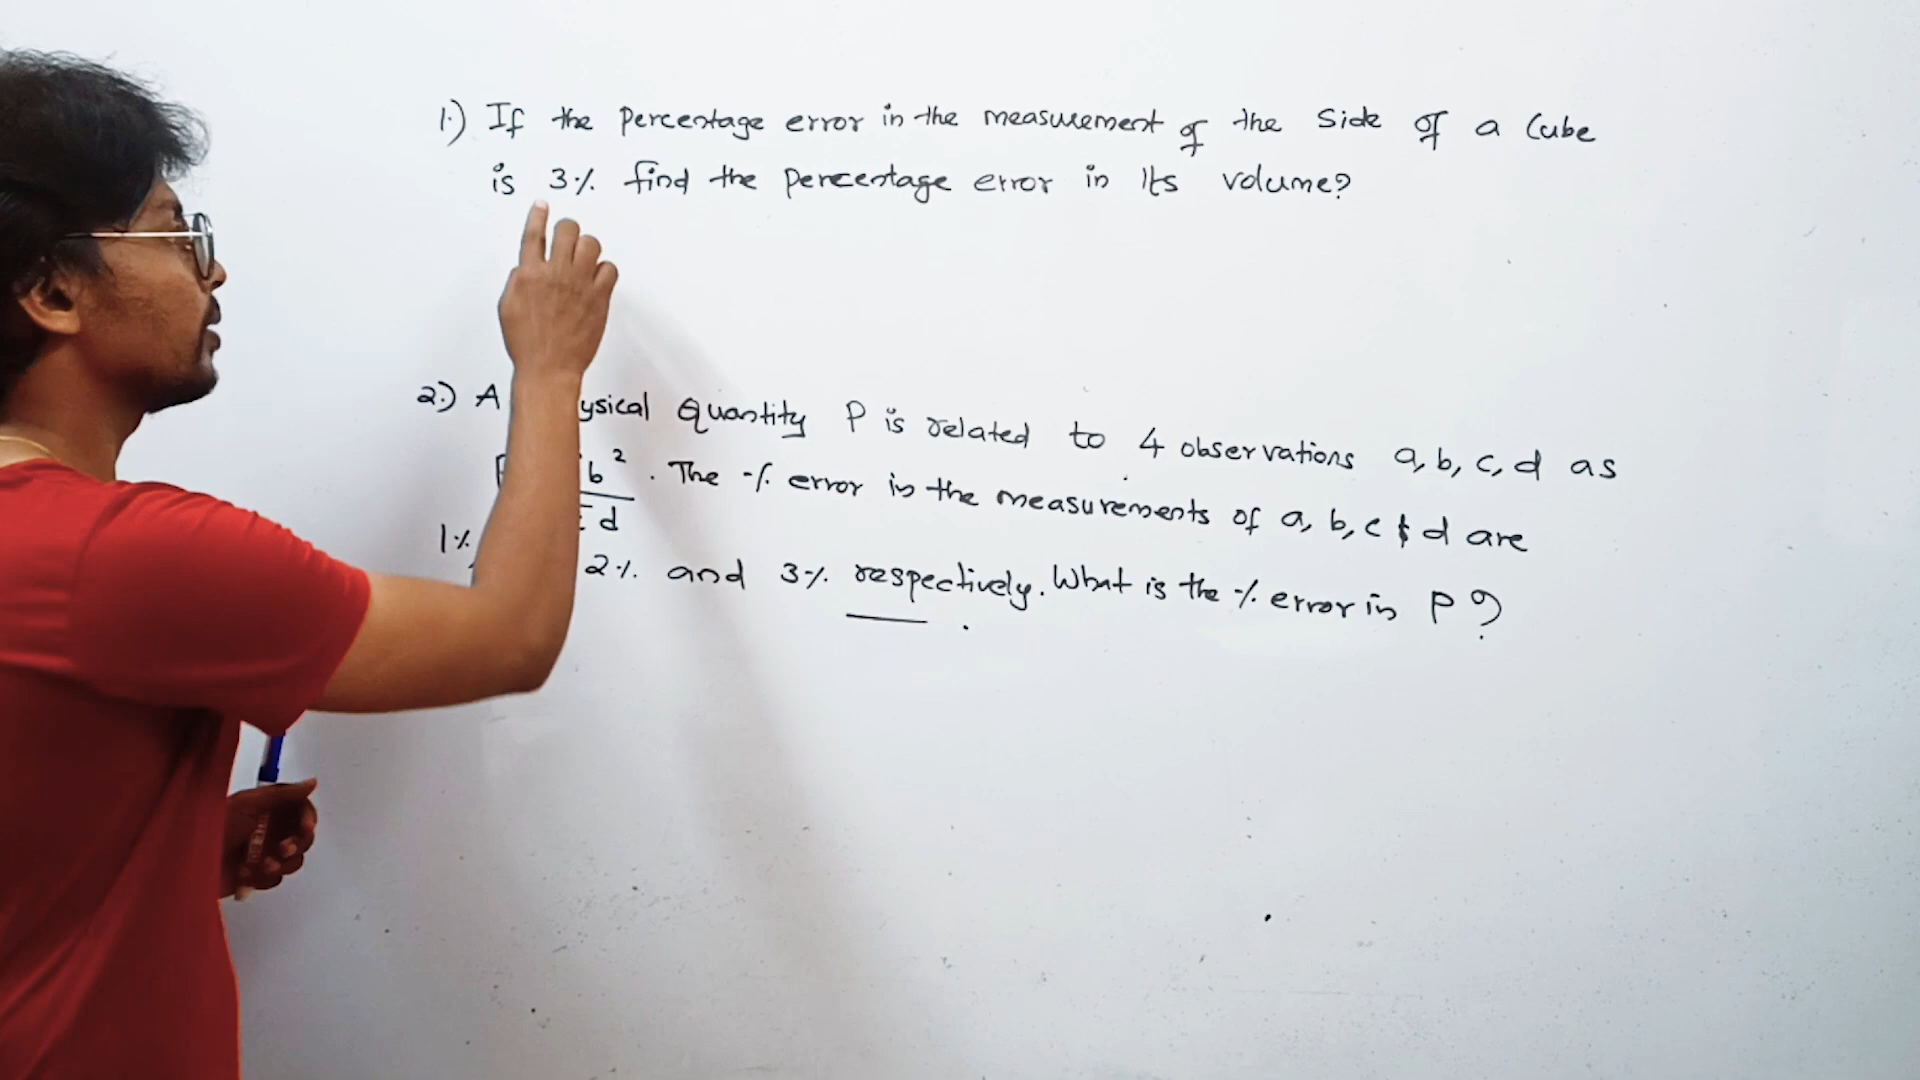 1.) If the percentage error in the measurement of the side of a Cube
is 3% find the percentage error in its volume?
2.) A ysical Quantity P is related to 4 observations a, b, c, d as
b² . The % error in the measurements of a, b, c & d are
d
1% 2% and 3% respectively. What is the % error in P?